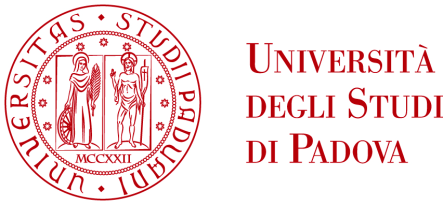 UNIVERSITAS STUDII PADUANI
MCCXXII
UNIVERSITÀ
DEGLI STUDI
DI PADOVA